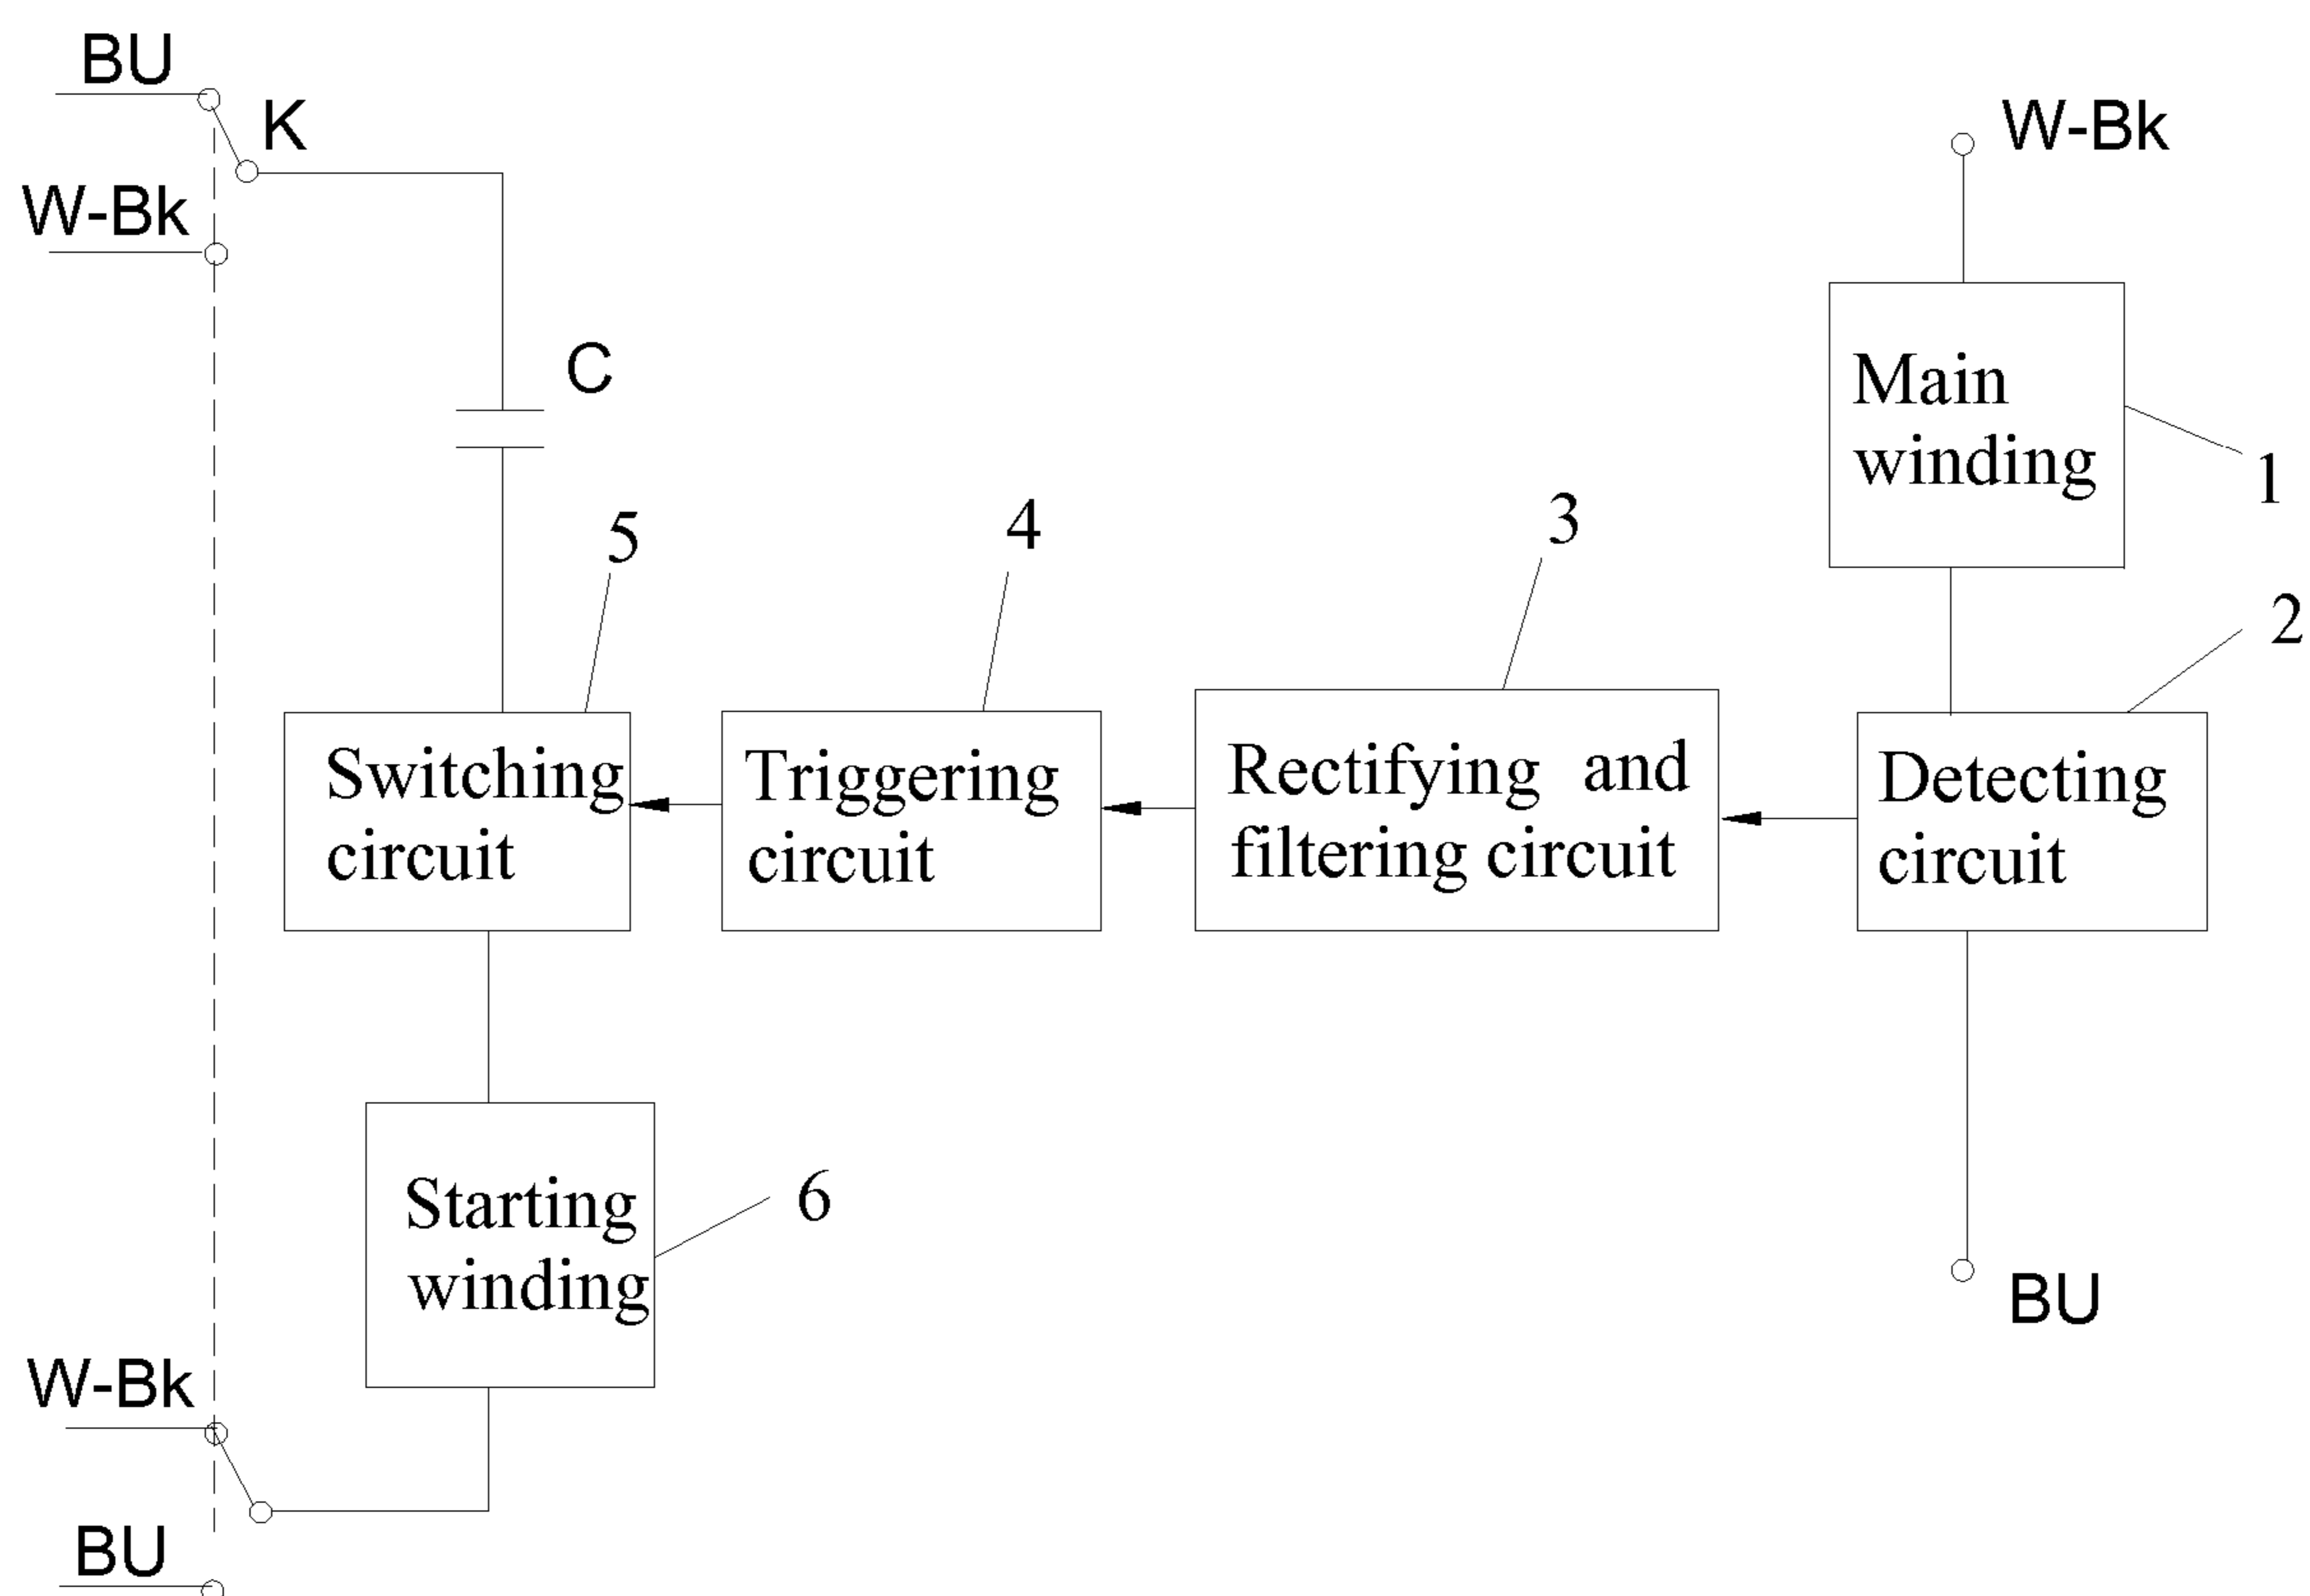 BU
K
W-Bk
W-Bk
C
Main
winding
1
5
4
3
2
Switching
circuit
Triggering
circuit
Rectifying and
filtering circuit
Detecting
circuit
Starting
winding
6
BU
W-Bk
BU